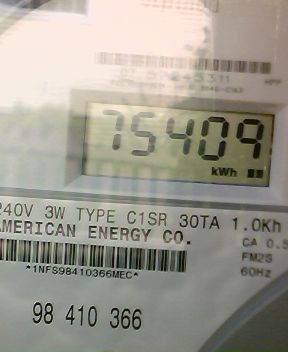 75409
kWh
240V 3W TYPE C1SR 30TA 1.0Kh
AMERICAN ENERGY CO.
CA 0.5
FM2S
*1NFS98410366MEC*
60Hz
98 410 366